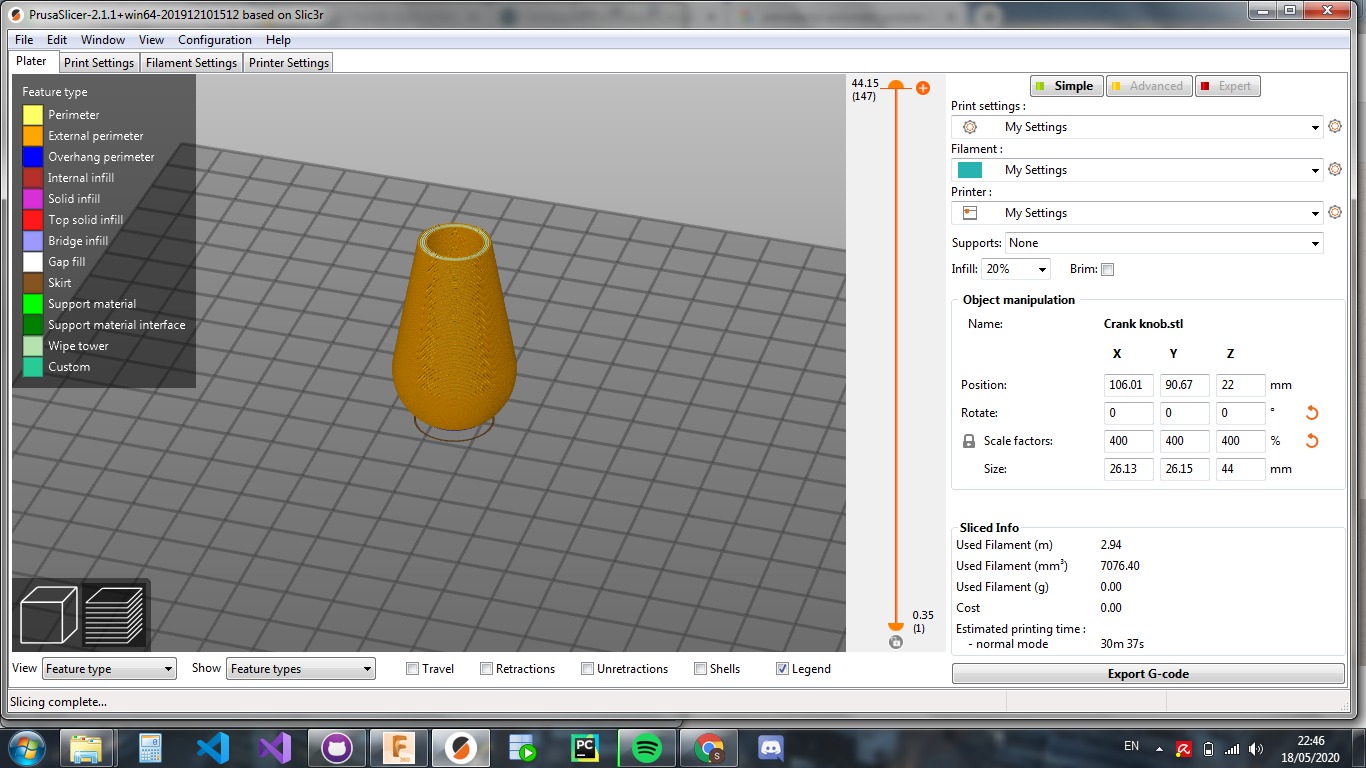 PrusaSlicer-2.1.1+win64-201912101512 based on Slic3r
File Edit Window View Configuration Help
Plater Print Settings Filament Settings Printer Settings
Feature type
Perimeter
External perimeter
Overhang perimeter
Internal infill
Solid infill
Top solid infill
Bridge infill
Gap fill
Skirt
Support material
Support material interface
Wipe tower
Custom
44.15
(147)
0.35
(1)
Simple Advanced Expert
Print settings :
My Settings
Filament :
My Settings
Printer :
My Settings
Supports: None
Infill: 20% Brim:
Object manipulation
Name: Crank knob.stl
X Y Z
Position: 106.01 90.67 22 mm
Rotate: 0 0 0 °
Scale factors: 400 400 400 %
Size: 26.13 26.15 44 mm
Sliced Info
Used Filament (m) 2.94
Used Filament (mm³) 7076.40
Used Filament (g) 0.00
Cost 0.00
Estimated printing time :
- normal mode 30m 37s
Export G-code
View Feature type Show Feature types Travel Retractions Unretractions Shells Legend
Slicing complete...
F
360
PC
S
EN
22:46
18/05/2020